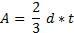 A = 2/3 d * t